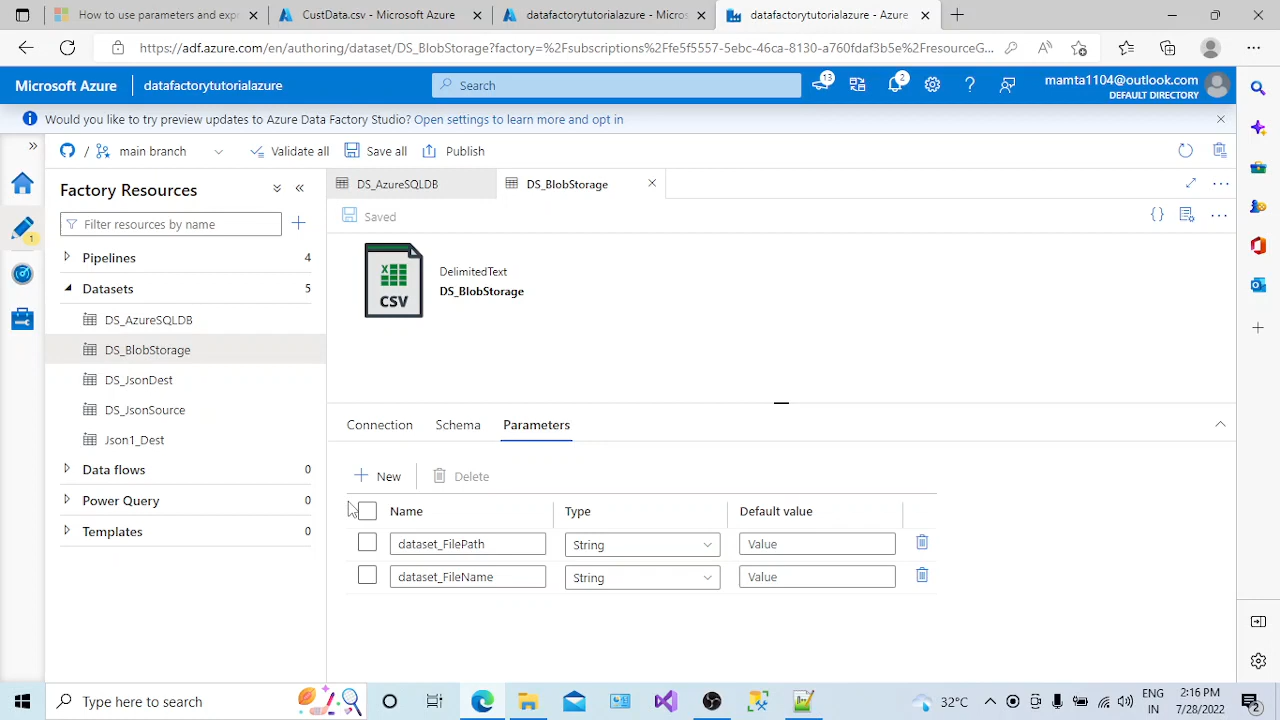 How to use parameters and exp
CustData.csv - Microsoft Azure
datafactorytutorialazure - Micros
datafactorytutorialazure - Azure
https://adf.azure.com/en/authoring/dataset/DS_BlobStorage?factory=%2Fsubscriptions%2Ffe5f5557-5ebc-46ca-8130-a760fdaf3b5e%2FresourceG...
Microsoft Azure
datafactorytutorialazure
Search
13
2
mamta1104@outlook.com
DEFAULT DIRECTORY
Would you like to try preview updates to Azure Data Factory Studio? Open settings to learn more and opt in
/ main branch
Validate all
Save all
Publish
Factory Resources
DS_AzureSQLDB
DS_BlobStorage
Filter resources by name
Saved
1
Pipelines 4
Datasets 5
DS_AzureSQLDB
DS_BlobStorage
DS_JsonDest
DS_JsonSource
Json1_Dest
Data flows 0
Power Query 0
Templates 0
CSV
DelimitedText
DS_BlobStorage
Connection
Schema
Parameters
New
Delete
Name Type Default value
dataset_FilePath String Value
dataset_FileName String Value
Type here to search
32°C
ENG
IN
2:16 PM
7/28/2022
2